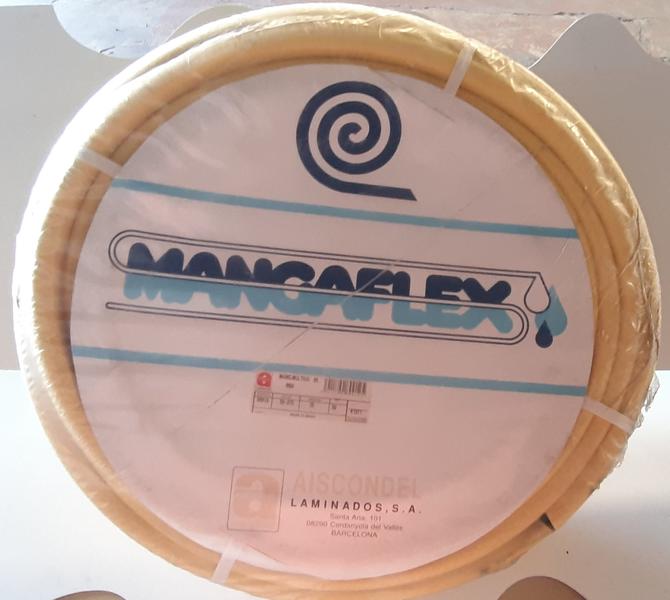 MANGAFLEX
AISCONDEL
LAMINADOS, S.A.
Santa Ana, 101
08290 Cerdanyola del Vallès
BARCELONA